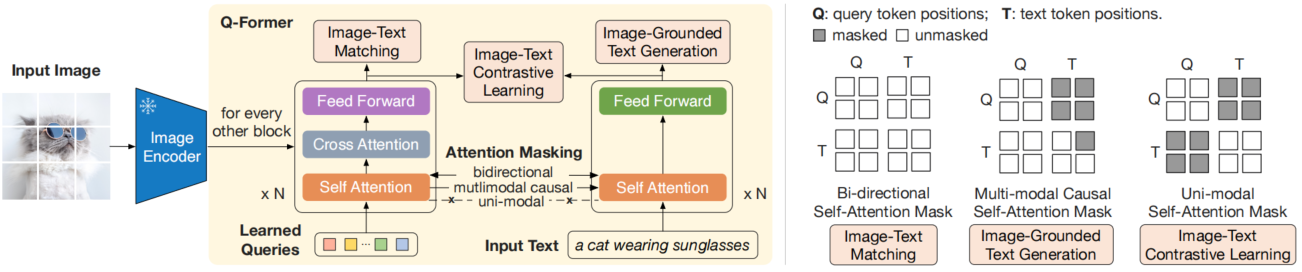 Q-Former
Input Image
Image
Encoder
for every
other block
Image-Text
Matching
Image-Text
Contrastive
Learning
Image-Grounded
Text Generation
Feed Forward
Cross Attention
Self Attention
x N
Attention Masking
bidirectional
mutlimodal causal
uni-modal
x
x
Feed Forward
Self Attention
x N
Learned
Queries
...
Input Text
a cat wearing sunglasses
Q: query token positions; T: text token positions.
masked unmasked
Q T
Q
T
Bi-directional
Self-Attention Mask
Image-Text
Matching
Q T
Q
T
Multi-modal Causal
Self-Attention Mask
Image-Grounded
Text Generation
Q T
Q
T
Uni-modal
Self-Attention Mask
Image-Text
Contrastive Learning